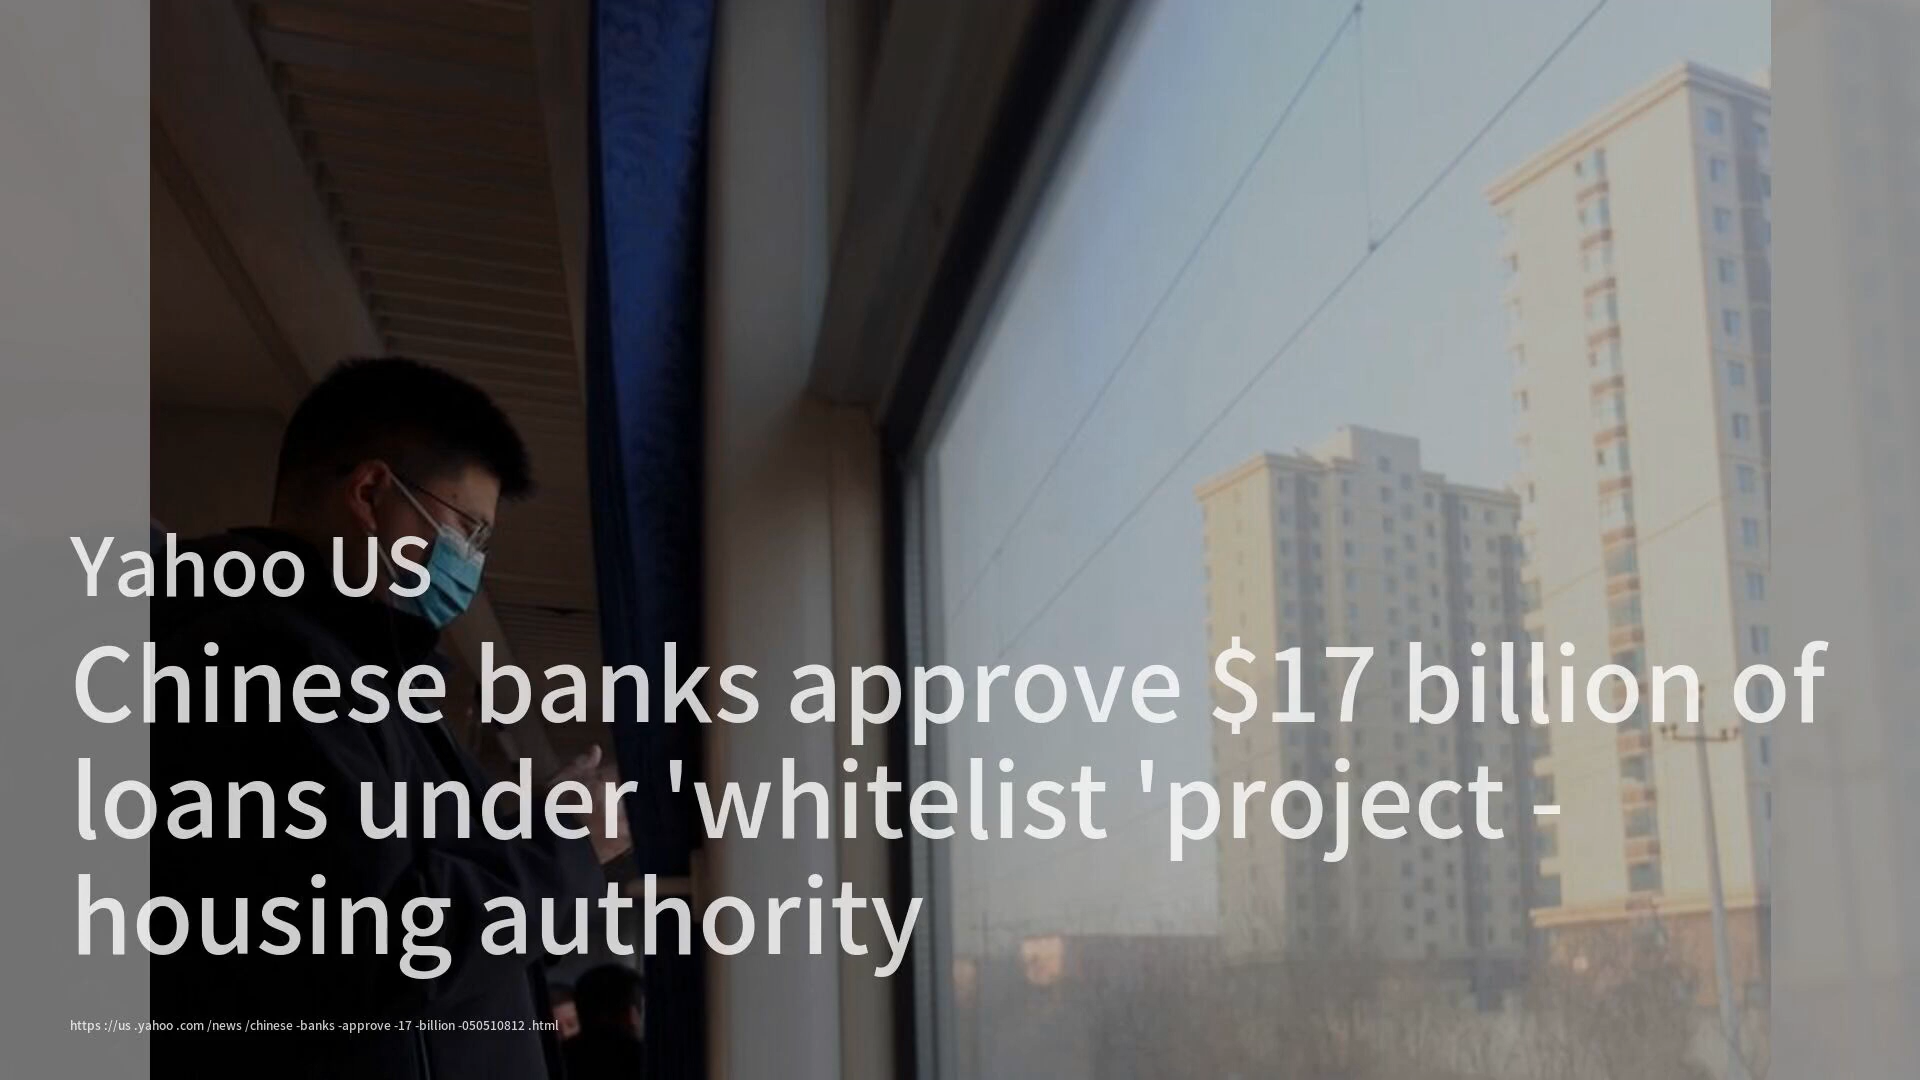 Yahoo US
Chinese banks approve $17 billion of
loans under 'whitelist 'project -
housing authority
https ://us .yahoo .com /news /chinese -banks -approve -17 -billion -050510812 .html